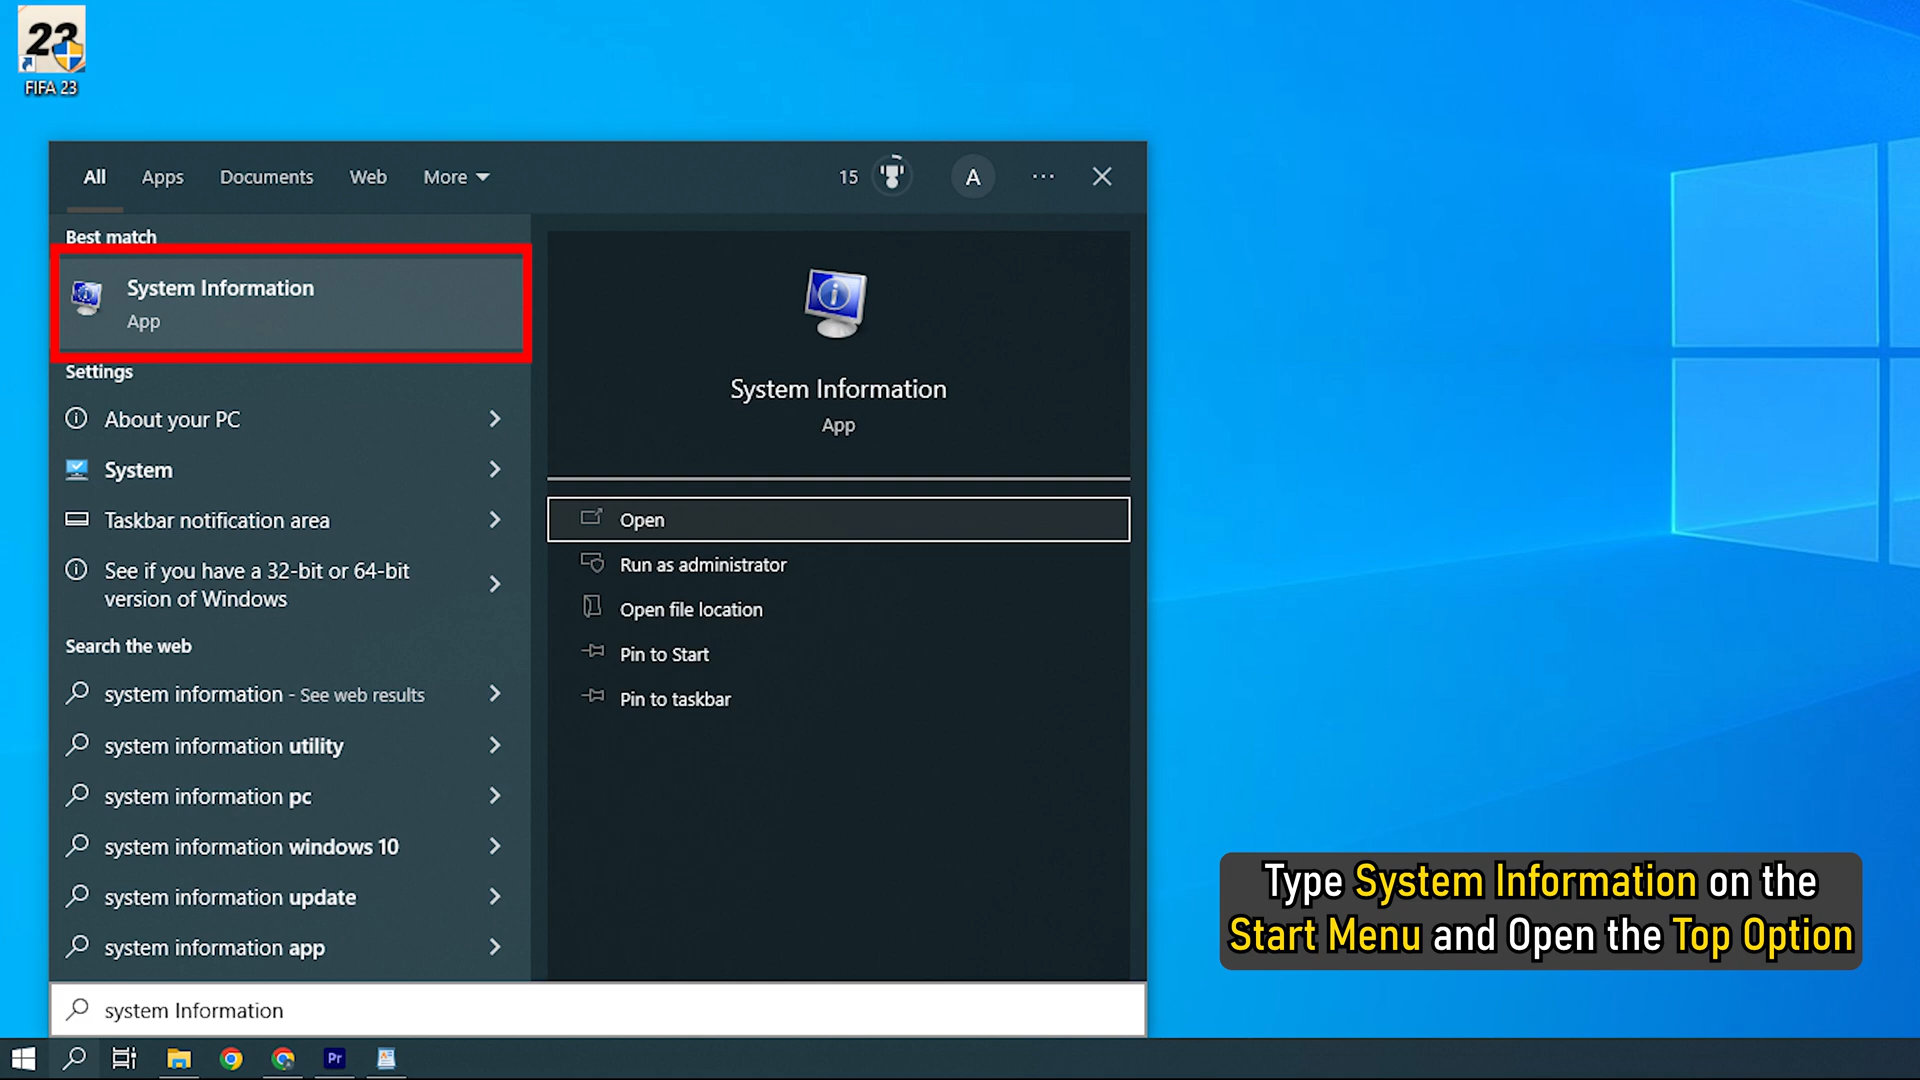 23
FIFA 23
All Apps Documents Web More 15 A
Best match
System Information
App
Settings
About your PC
System
Taskbar notification area
See if you have a 32-bit or 64-bit
version of Windows
Search the web
system information - See web results
system information utility
system information pc
system information windows 10
system information update
system information app
system Information
System Information
App
Open
Run as administrator
Open file location
Pin to Start
Pin to taskbar
Type System Information on the
Start Menu and Open the Top Option
Pr